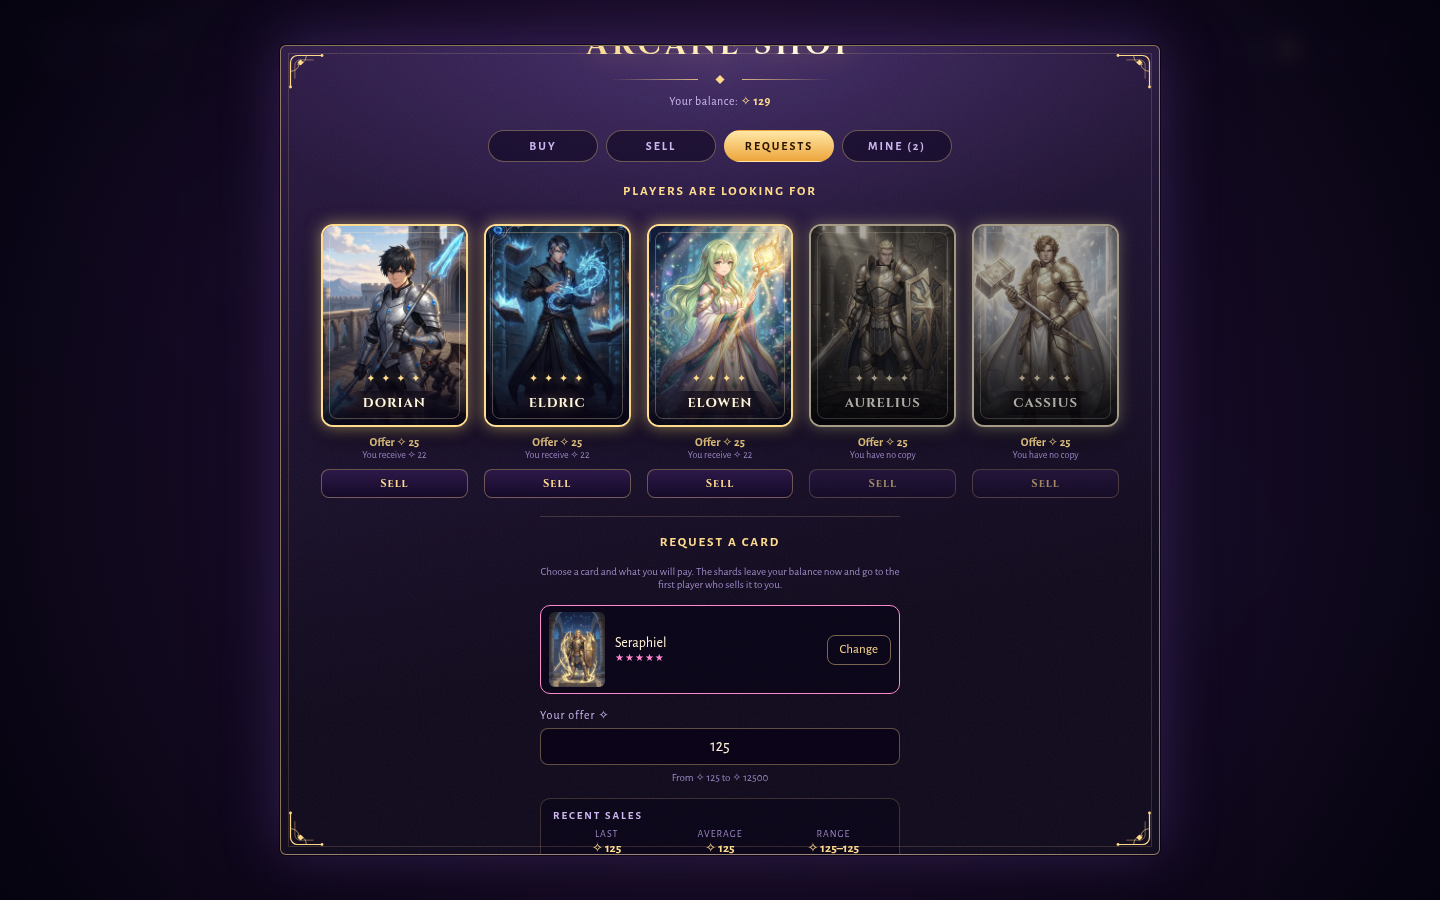 ARCANE SHOP
Your balance: ✧ 129
BUY
SELL
REQUESTS
MINE (2)
PLAYERS ARE LOOKING FOR
DORIAN
ELDRIC
ELOWEN
AURELIUS
CASSIUS
Offer ✧ 25
Offer ✧ 25
Offer ✧ 25
Offer ✧ 25
Offer ✧ 25
You receive ✧ 22
You receive ✧ 22
You receive ✧ 22
You have no copy
You have no copy
SELL
SELL
SELL
SELL
SELL
REQUEST A CARD
Choose a card and what you will pay. The shards leave your balance now and go to the
first player who sells it to you.
Seraphiel
★★★★★
Change
Your offer ✧
125
From ✧ 125 to ✧ 12500
RECENT SALES
LAST
AVERAGE
RANGE
✧ 125
✧ 125
✧ 125–125